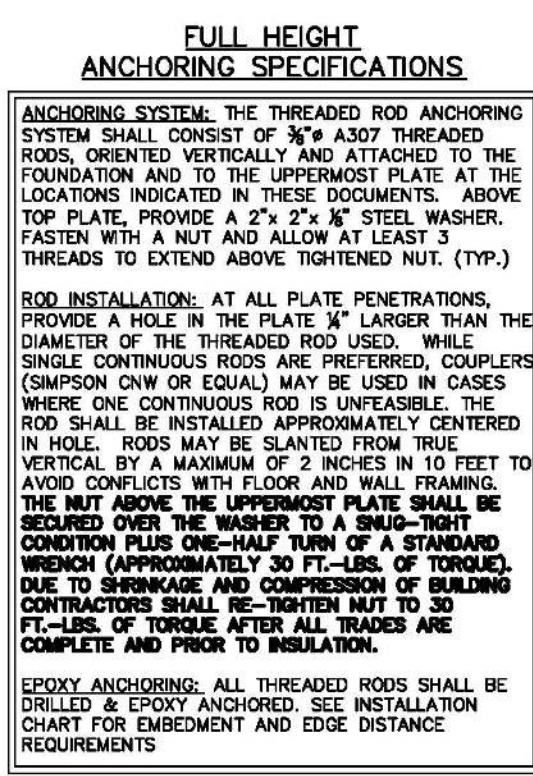 FULL HEIGHT
ANCHORING SPECIFICATIONS
ANCHORING SYSTEM: THE THREADED ROD ANCHORING
SYSTEM SHALL CONSIST OF ⅜"ø A307 THREADED
RODS, ORIENTED VERTICALLY AND ATTACHED TO THE
FOUNDATION AND TO THE UPPERMOST PLATE AT THE
LOCATIONS INDICATED IN THESE DOCUMENTS. ABOVE
TOP PLATE, PROVIDE A 2"x 2"x ⅛" STEEL WASHER.
FASTEN WITH A NUT AND ALLOW AT LEAST 3
THREADS TO EXTEND ABOVE TIGHTENED NUT. (TYP.)
ROD INSTALLATION: AT ALL PLATE PENETRATIONS,
PROVIDE A HOLE IN THE PLATE ¼" LARGER THAN THE
DIAMETER OF THE THREADED ROD USED. WHILE
SINGLE CONTINUOUS RODS ARE PREFERRED, COUPLERS
(SIMPSON CNW OR EQUAL) MAY BE USED IN CASES
WHERE ONE CONTINUOUS ROD IS UNFEASIBLE. THE
ROD SHALL BE INSTALLED APPROXIMATELY CENTERED
IN HOLE. RODS MAY BE SLANTED FROM TRUE
VERTICAL BY A MAXIMUM OF 2 INCHES IN 10 FEET TO
AVOID CONFLICTS WITH FLOOR AND WALL FRAMING.
THE NUT ABOVE THE UPPERMOST PLATE SHALL BE
SECURED OVER THE WASHER TO A SNUG-TIGHT
CONDITION PLUS ONE-HALF TURN OF A STANDARD
WRENCH (APPROXIMATELY 30 FT.-LBS. OF TORQUE).
DUE TO SHRINKAGE AND COMPRESSION OF BUILDING
CONTRACTORS SHALL RE-TIGHTEN NUT TO 30
FT.-LBS. OF TORQUE AFTER ALL TRADES ARE
COMPLETE AND PRIOR TO INSULATION.
EPOXY ANCHORING: ALL THREADED RODS SHALL BE
DRILLED & EPOXY ANCHORED. SEE INSTALLATION
CHART FOR EMBEDMENT AND EDGE DISTANCE
REQUIREMENTS